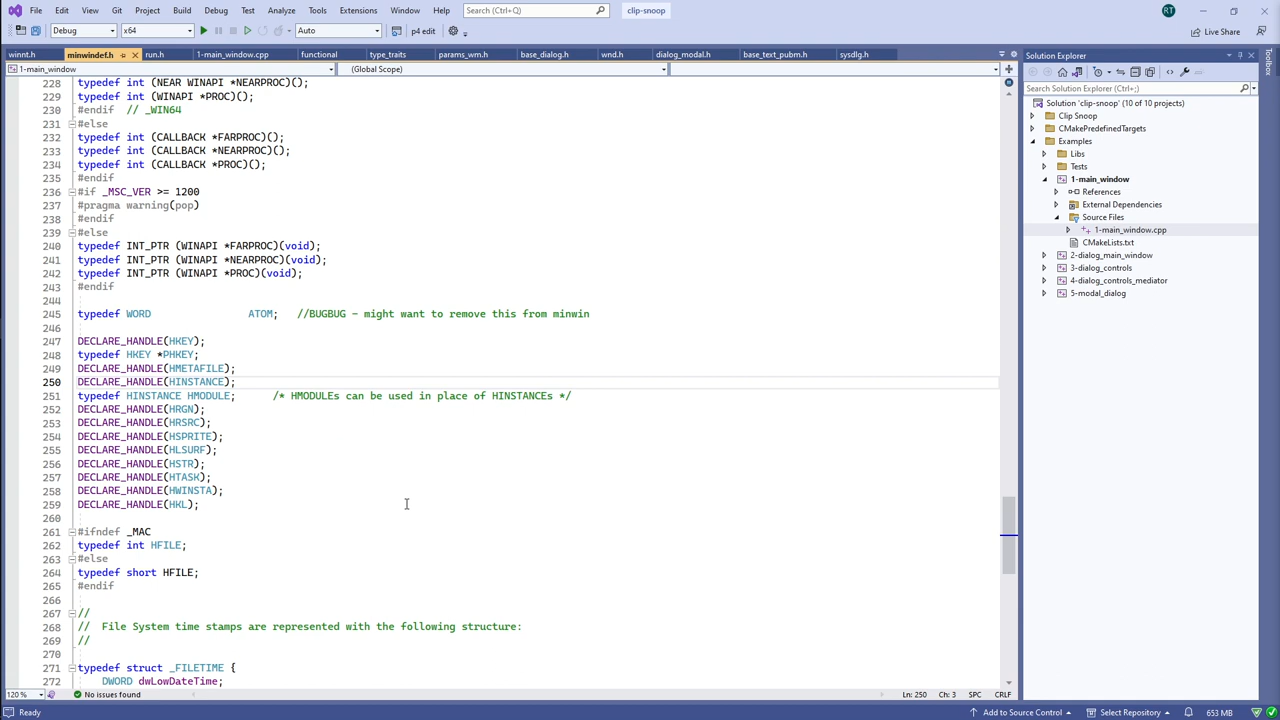 File Edit View Git Project Build Debug Test Analyze Tools Extensions Window Help Search (Ctrl+Q) clip-snoop RT
Debug x64 Auto p4 edit Live Share
winnt.h minwindef.h run.h 1-main_window.cpp functional type_traits params_wm.h base_dialog.h wnd.h dialog_modal.h base_text_pubm.h sysdlg.h
1-main_window (Global Scope)
228 typedef int (NEAR WINAPI *NEARPROC)();
229 typedef int (WINAPI *PROC)();
230 #endif // _WIN64
231 #else
232 typedef int (CALLBACK *FARPROC)();
233 typedef int (CALLBACK *NEARPROC)();
234 typedef int (CALLBACK *PROC)();
235 #endif
236 #if _MSC_VER >= 1200
237 #pragma warning(pop)
238 #endif
239 #else
240 typedef INT_PTR (WINAPI *FARPROC)(void);
241 typedef INT_PTR (WINAPI *NEARPROC)(void);
242 typedef INT_PTR (WINAPI *PROC)(void);
243 #endif
244
245 typedef WORD ATOM; //BUGBUG - might want to remove this from minwin
246
247 DECLARE_HANDLE(HKEY);
248 typedef HKEY *PHKEY;
249 DECLARE_HANDLE(HMETAFILE);
250 DECLARE_HANDLE(HINSTANCE);
251 typedef HINSTANCE HMODULE; /* HMODULEs can be used in place of HINSTANCEs */
252 DECLARE_HANDLE(HRGN);
253 DECLARE_HANDLE(HRSRC);
254 DECLARE_HANDLE(HSPRITE);
255 DECLARE_HANDLE(HLSURF);
256 DECLARE_HANDLE(HSTR);
257 DECLARE_HANDLE(HTASK);
258 DECLARE_HANDLE(HWINSTA);
259 DECLARE_HANDLE(HKL);
260
261 #ifndef _MAC
262 typedef int HFILE;
263 #else
264 typedef short HFILE;
265 #endif
266
267 //
268 // File System time stamps are represented with the following structure:
269 //
270
271 typedef struct _FILETIME {
272 DWORD dwLowDateTime;
120 % No issues found Ln: 250 Ch: 3 SPC CRLF
Solution Explorer
Search Solution Explorer (Ctrl+;)
Solution 'clip-snoop' (10 of 10 projects)
Clip Snoop
CMakePredefinedTargets
Examples
Libs
Tests
1-main_window
References
External Dependencies
Source Files
1-main_window.cpp
CMakeLists.txt
2-dialog_main_window
3-dialog_controls
4-dialog_controls_mediator
5-modal_dialog
Toolbox
Ready Add to Source Control Select Repository 653 MB